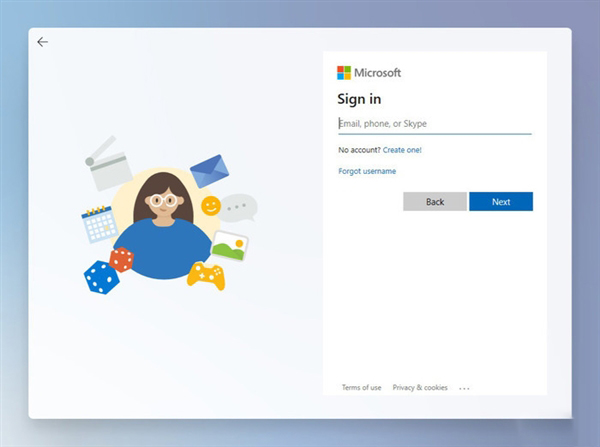 Microsoft
Sign in
Email, phone, or Skype
No account? Create one!
Forgot username
Back Next
Terms of use Privacy & cookies ...